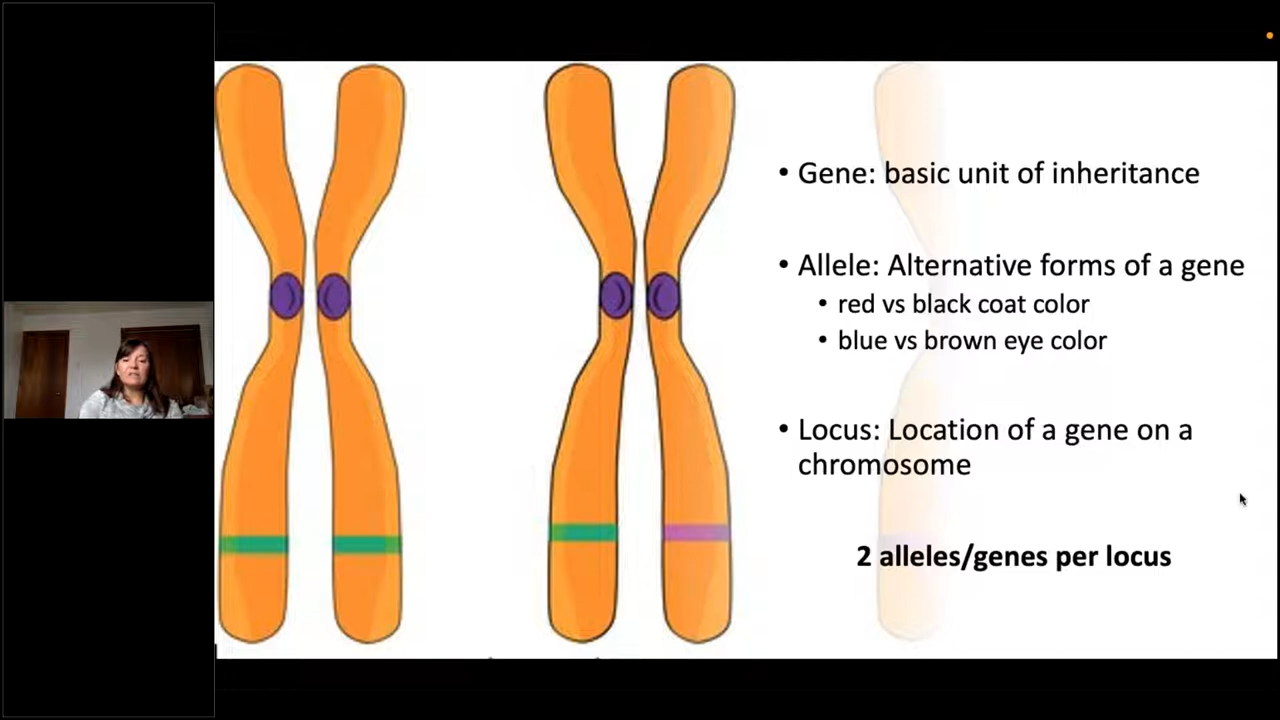 • Gene: basic unit of inheritance
• Allele: Alternative forms of a gene
• red vs black coat color
• blue vs brown eye color
• Locus: Location of a gene on a
chromosome
2 alleles/genes per locus